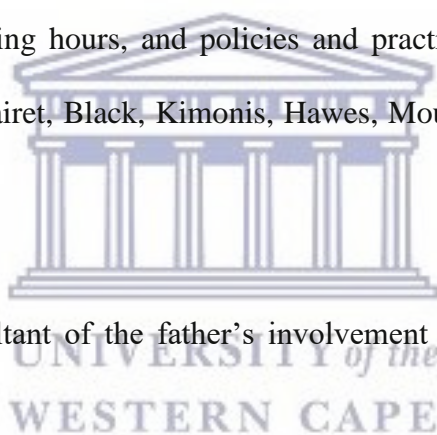 ing hours, and policies and practi
airet, Black, Kimonis, Hawes, Mou
ltant of the father’s involvement
UNIVERSITY of the
WESTERN CAPE